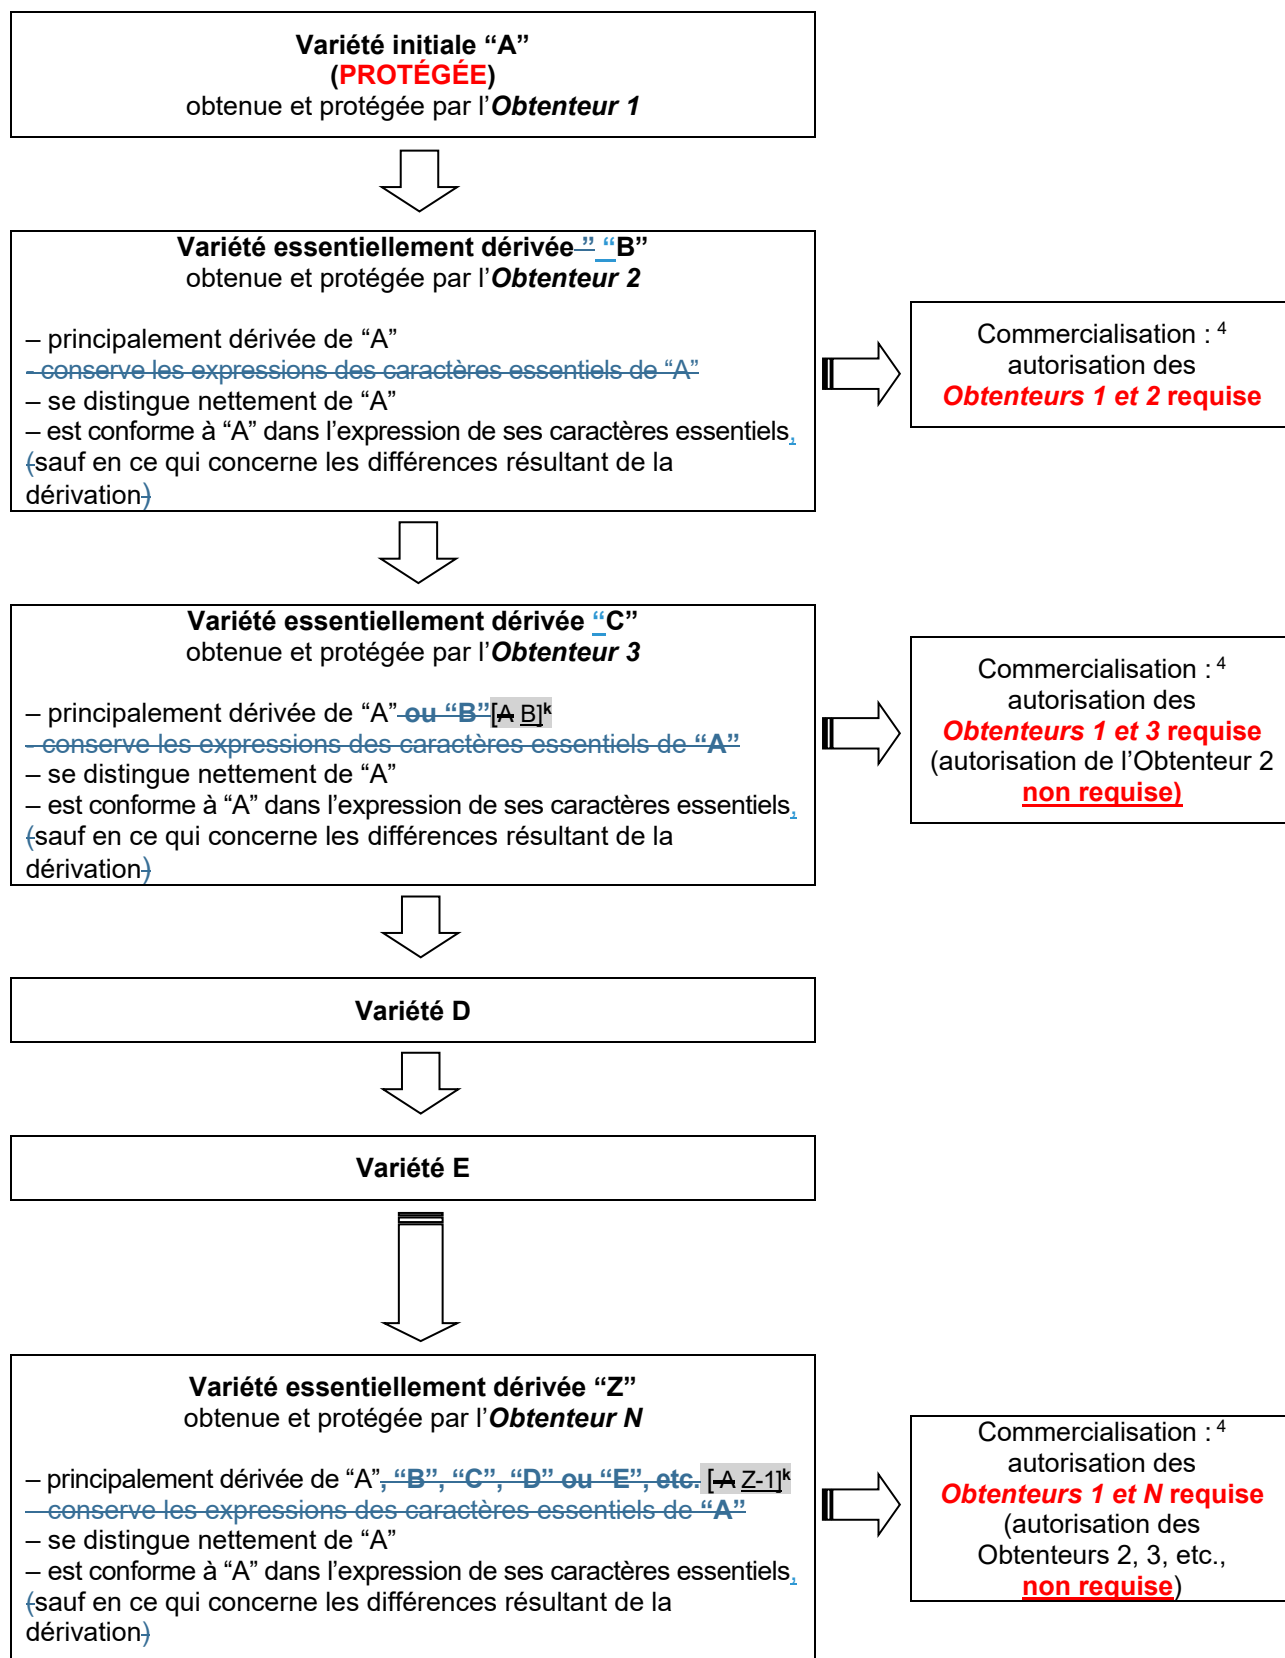 Variété initiale “A”
(PROTÉGÉE)
obtenue et protégée par l’Obtenteur 1
Variété essentiellement dérivée ” “B”
obtenue et protégée par l’Obtenteur 2
– principalement dérivée de “A”
- conserve les expressions des caractères essentiels de “A”
– se distingue nettement de “A”
– est conforme à “A” dans l’expression de ses caractères essentiels,
(sauf en ce qui concerne les différences résultant de la
dérivation)
Commercialisation : 4
autorisation des
Obtenteurs 1 et 2 requise
Variété essentiellement dérivée “C”
obtenue et protégée par l’Obtenteur 3
– principalement dérivée de “A” ou “B”[A B]k
- conserve les expressions des caractères essentiels de “A”
– se distingue nettement de “A”
– est conforme à “A” dans l’expression de ses caractères essentiels,
(sauf en ce qui concerne les différences résultant de la
dérivation)
Commercialisation : 4
autorisation des
Obtenteurs 1 et 3 requise
(autorisation de l’Obtenteur 2
non requise)
Variété D
Variété E
Variété essentiellement dérivée “Z”
obtenue et protégée par l’Obtenteur N
– principalement dérivée de “A”, “B”, “C”, “D” ou “E”, etc. [ A Z-1]k
- conserve les expressions des caractères essentiels de “A”
– se distingue nettement de “A”
– est conforme à “A” dans l’expression de ses caractères essentiels,
(sauf en ce qui concerne les différences résultant de la
dérivation)
Commercialisation : 4
autorisation des
Obtenteurs 1 et N requise
(autorisation des
Obtenteurs 2, 3, etc.,
non requise)